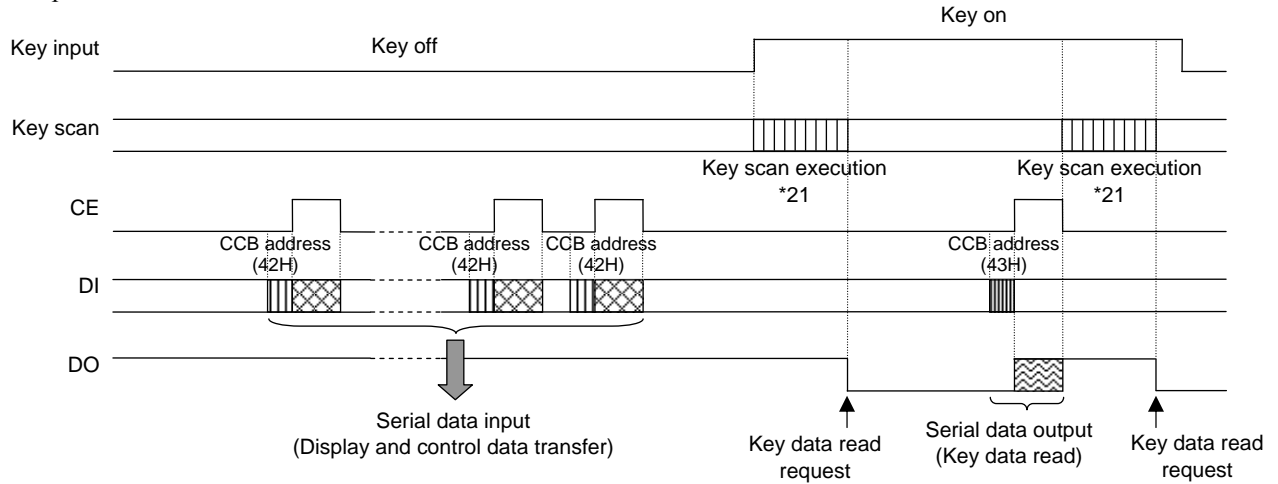 Key on
Key input
Key off
Key scan
Key scan execution
*21
Key scan execution
*21
CE
CCB address
(42H)
CCB address
(42H)
CCB address
(42H)
CCB address
(43H)
DI
DO
Serial data input
(Display and control data transfer)
Key data read
request
Serial data output
(Key data read)
Key data read
request